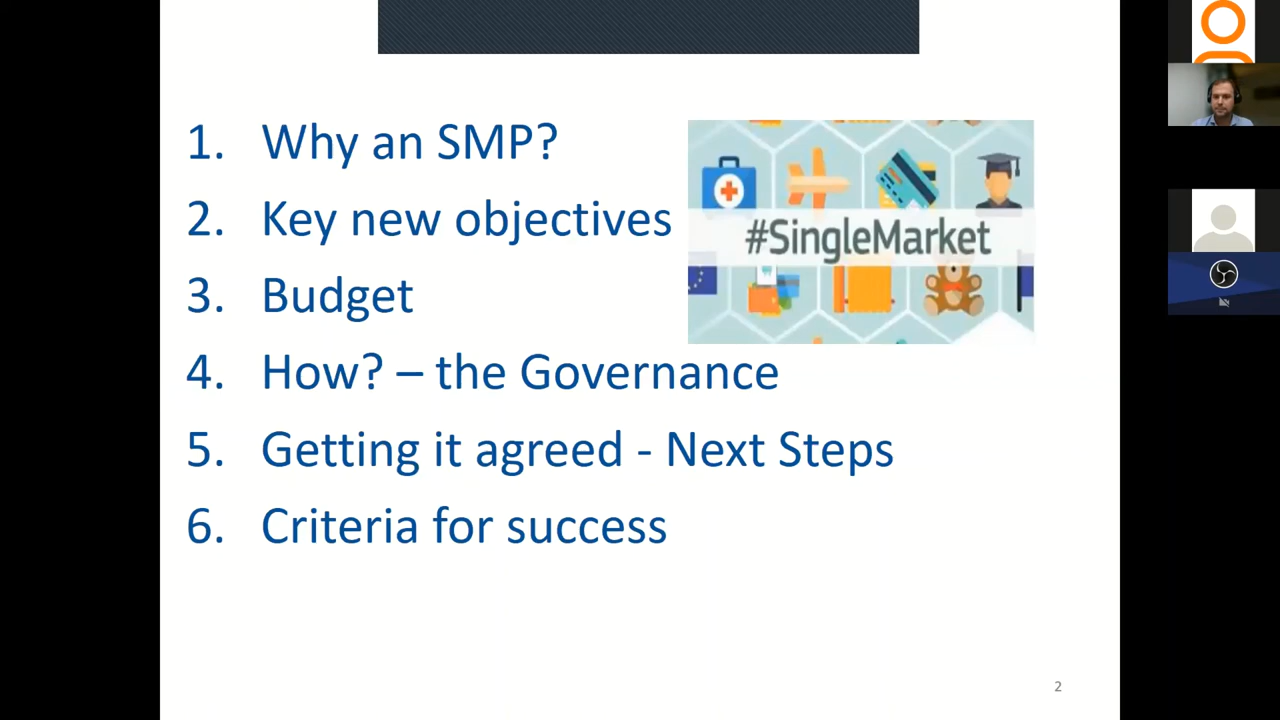 1. Why an SMP?
2. Key new objectives
#SingleMarket
3. Budget
4. How? – the Governance
5. Getting it agreed - Next Steps
6. Criteria for success
2